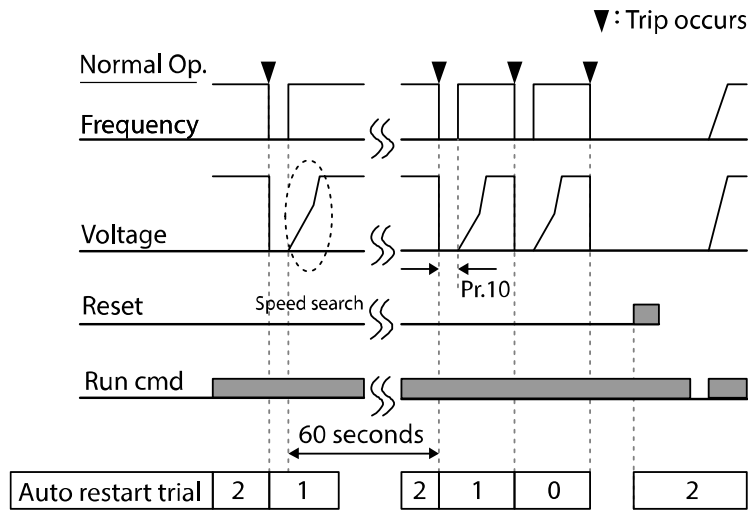 ▼: Trip occurs
Normal Op.
Frequency
Voltage
Pr.10
Reset
Speed search
Run cmd
60 seconds
Auto restart trial 2 1 2 1 0 2